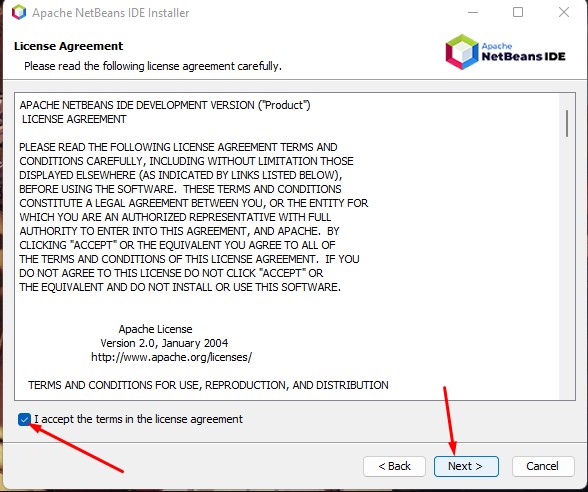 Apache NetBeans IDE Installer
License Agreement
Please read the following license agreement carefully.
Apache
NetBeans IDE
APACHE NETBEANS IDE DEVELOPMENT VERSION ("Product")
LICENSE AGREEMENT
PLEASE READ THE FOLLOWING LICENSE AGREEMENT TERMS AND
CONDITIONS CAREFULLY, INCLUDING WITHOUT LIMITATION THOSE
DISPLAYED ELSEWHERE (AS INDICATED BY LINKS LISTED BELOW),
BEFORE USING THE SOFTWARE. THESE TERMS AND CONDITIONS
CONSTITUTE A LEGAL AGREEMENT BETWEEN YOU, OR THE ENTITY FOR
WHICH YOU ARE AN AUTHORIZED REPRESENTATIVE WITH FULL
AUTHORITY TO ENTER INTO THIS AGREEMENT, AND APACHE. BY
CLICKING "ACCEPT" OR THE EQUIVALENT YOU AGREE TO ALL OF
THE TERMS AND CONDITIONS OF THIS LICENSE AGREEMENT. IF YOU
DO NOT AGREE TO THIS LICENSE DO NOT CLICK "ACCEPT" OR
THE EQUIVALENT AND DO NOT INSTALL OR USE THIS SOFTWARE.
Apache License
Version 2.0, January 2004
http://www.apache.org/licenses/
TERMS AND CONDITIONS FOR USE, REPRODUCTION, AND DISTRIBUTION
I accept the terms in the license agreement
< Back
Next >
Cancel